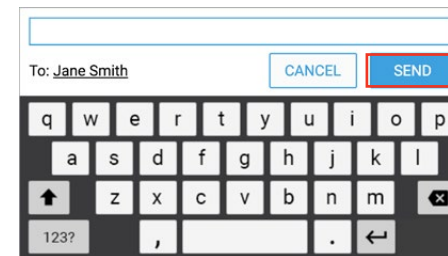 To: Jane Smith
CANCEL SEND
q w e r t y u i o p
a s d f g h j k l
z x c v b n m
123? , .